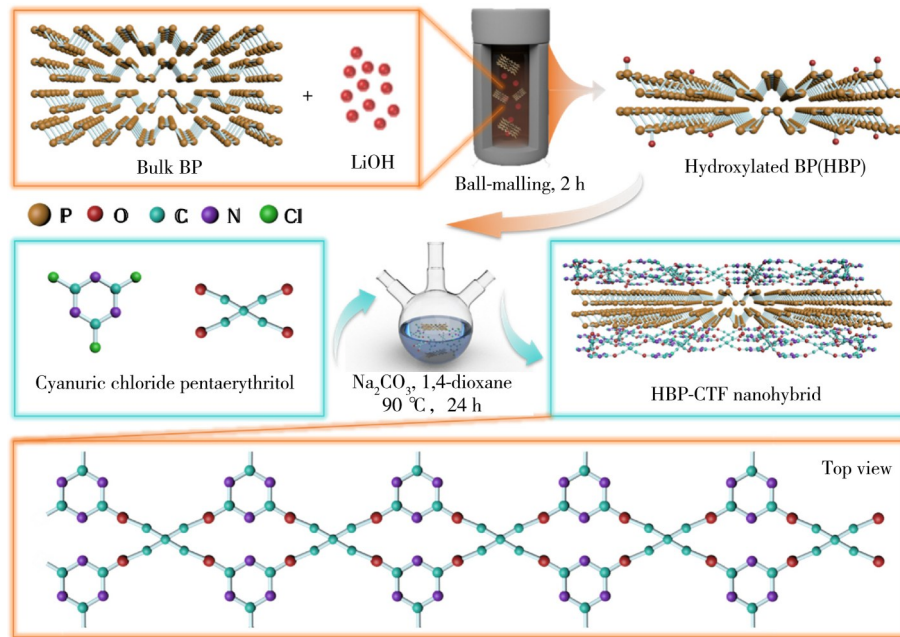 Bulk BP
+
LiOH
Ball-malling, 2 h
Hydroxylated BP(HBP)
P O C N Cl
Cyanuric chloride pentaerythritol
Na₂CO₃, 1,4-dioxane
90 ℃, 24 h
HBP-CTF nanohybrid
Top view